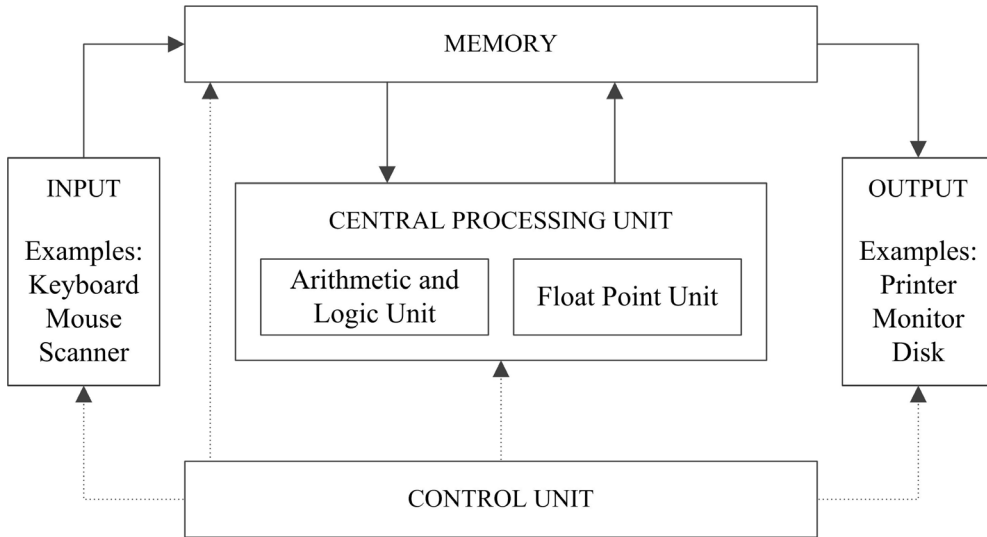 MEMORY
INPUT
Examples:
Keyboard
Mouse
Scanner
CENTRAL PROCESSING UNIT
Arithmetic and
Logic Unit
Float Point Unit
OUTPUT
Examples:
Printer
Monitor
Disk
CONTROL UNIT